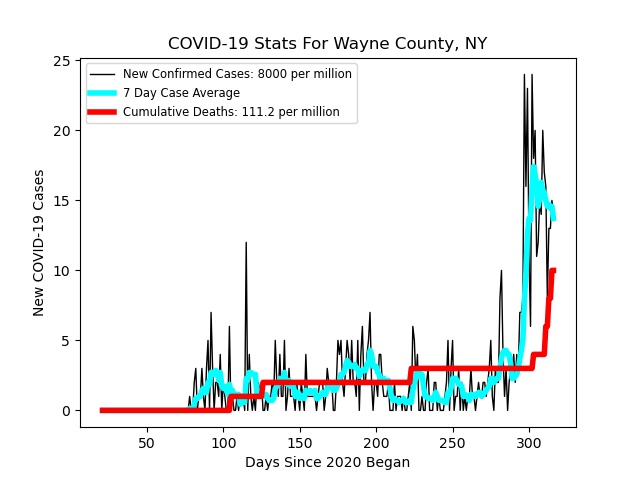 COVID-19 Stats For Wayne County, NY
New Confirmed Cases: 8000 per million
7 Day Case Average
Cumulative Deaths: 111.2 per million
New COVID-19 Cases
25
20
15
10
5
0
50
100
150
200
250
300
Days Since 2020 Began